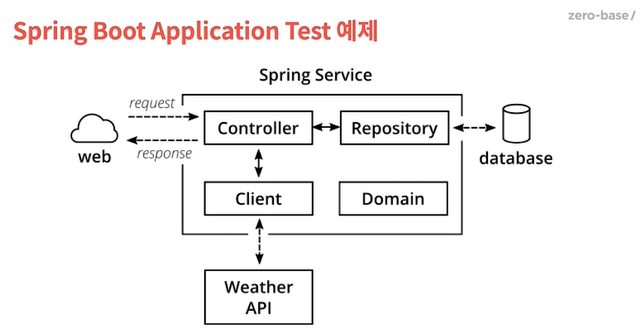 zero-base/
Spring Boot Application Test 예제
Spring Service
request
Controller
Repository
web
response
database
Client
Domain
Weather
API